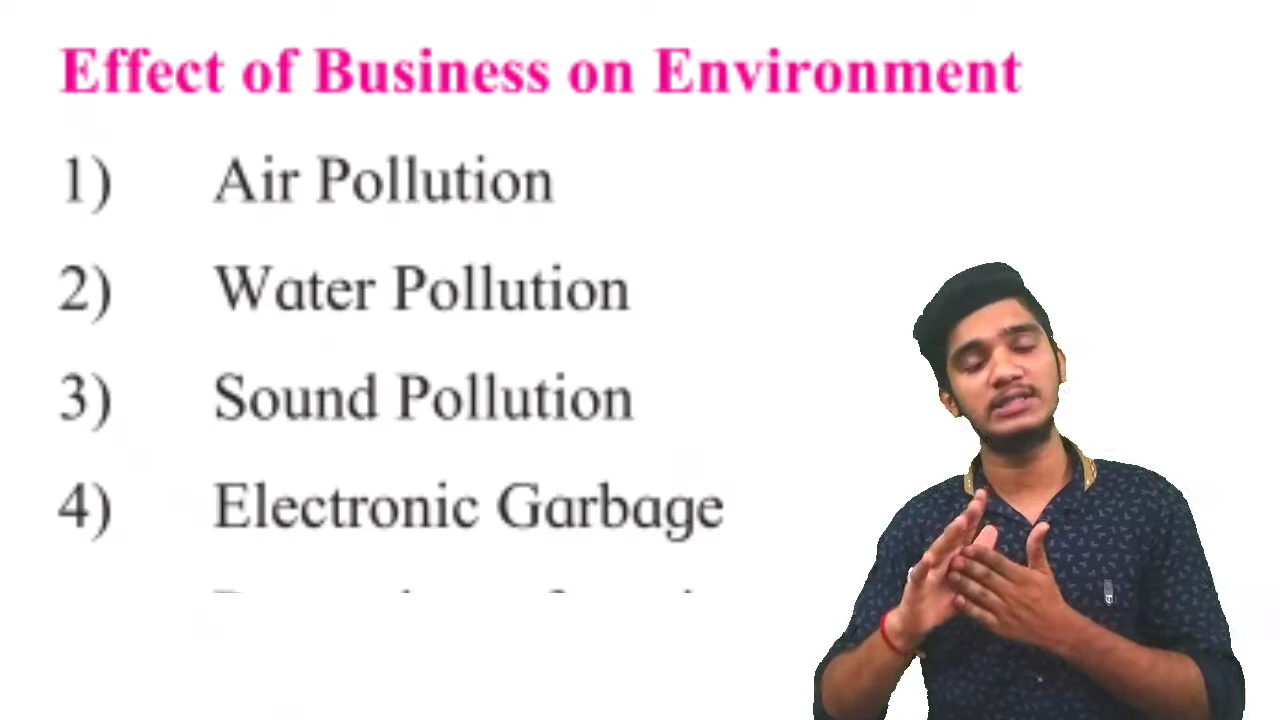 Effect of Business on Environment
1) Air Pollution
2) Water Pollution
3) Sound Pollution
4) Electronic Garbage